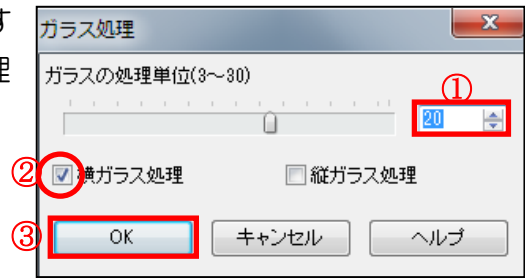 す
ガラス処理
理
ガラスの処理単位(3～30)
①
20
②
横ガラス処理
縦ガラス処理
③
OK
キャンセル
ヘルプ